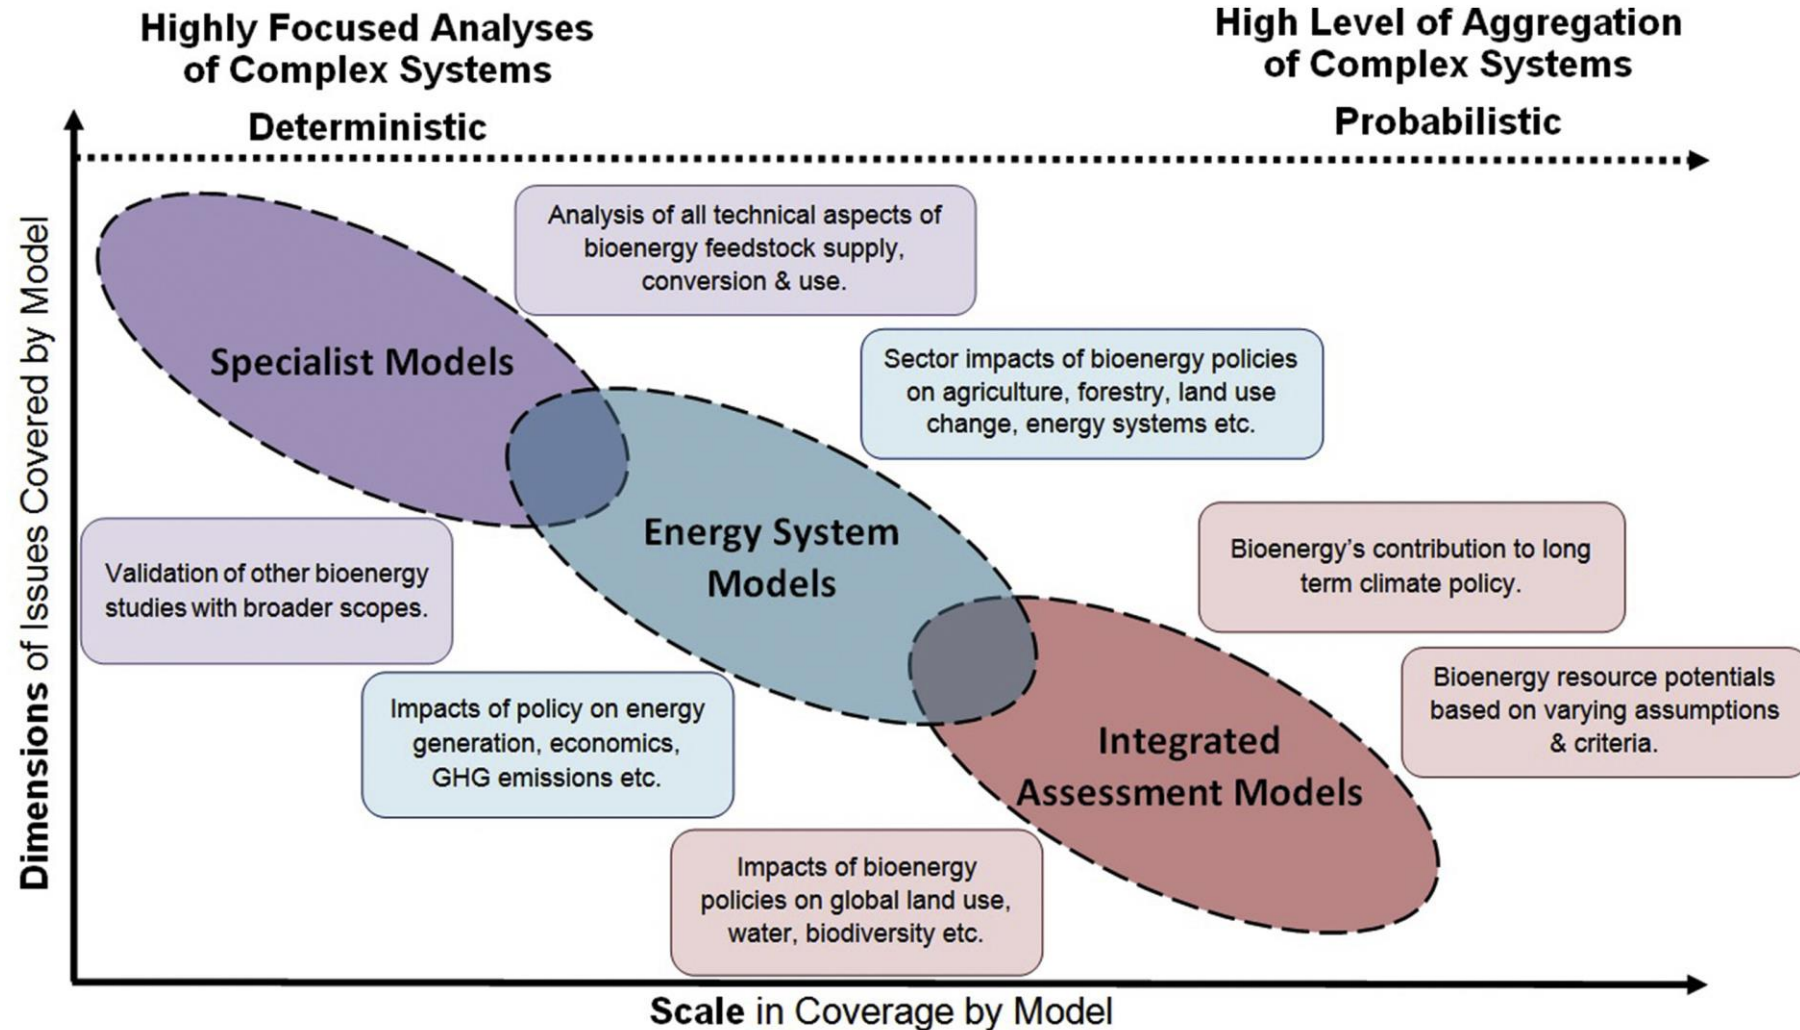 Highly Focused Analyses
of Complex Systems
High Level of Aggregation
of Complex Systems
Deterministic
Probabilistic
Dimensions of Issues Covered by Model
Analysis of all technical aspects of
bioenergy feedstock supply,
conversion & use.
Specialist Models
Sector impacts of bioenergy policies
on agriculture, forestry, land use
change, energy systems etc.
Validation of other bioenergy
studies with broader scopes.
Energy System
Models
Bioenergy’s contribution to long
term climate policy.
Impacts of policy on energy
generation, economics,
GHG emissions etc.
Bioenergy resource potentials
based on varying assumptions
& criteria.
Integrated
Assessment Models
Impacts of bioenergy
policies on global land use,
water, biodiversity etc.
Scale in Coverage by Model